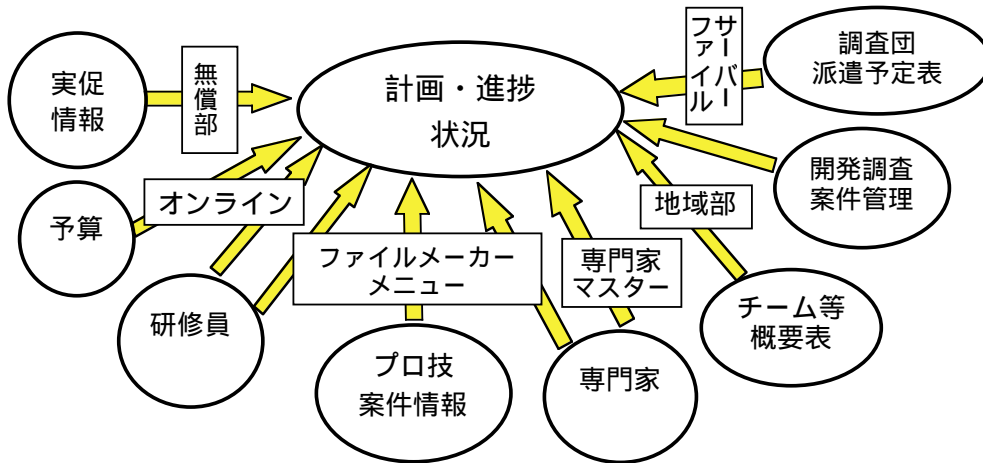 実促
情報
無償部
計画・進捗
状況
サーバー
ファイル
調査団
派遣予定表
開発調査
案件管理
予算
オンライン
地域部
研修員
ファイルメーカー
メニュー
専門家
マスター
チーム等
概要表
プロ技
案件情報
専門家